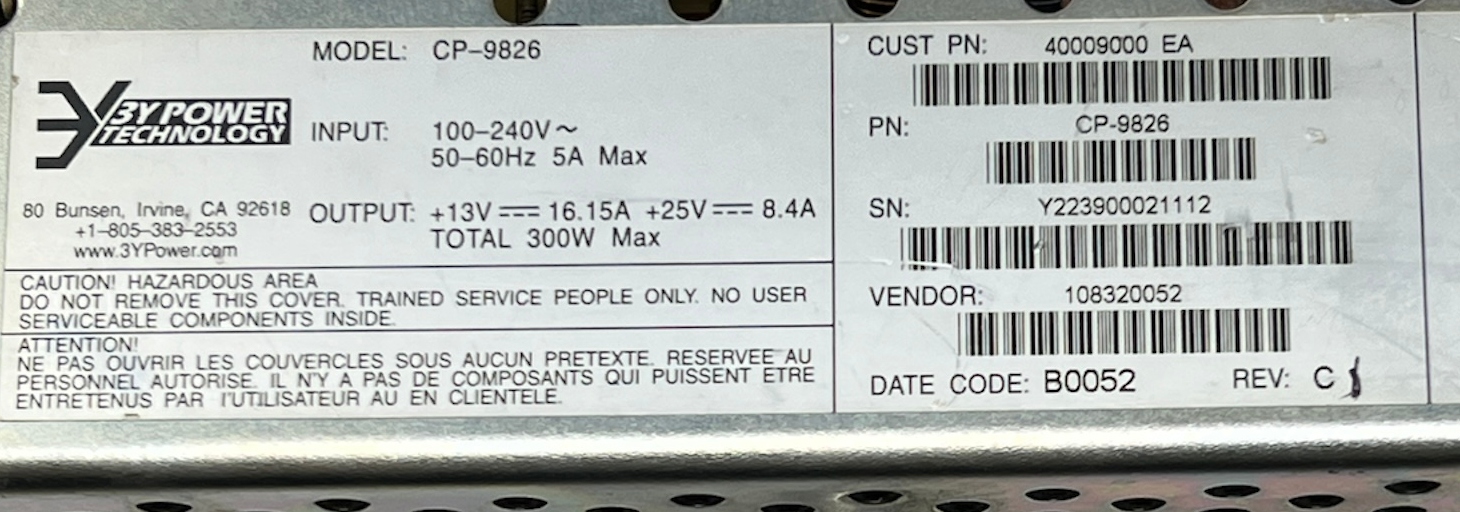 MODEL: CP-9826
3Y POWER
TECHNOLOGY
INPUT: 100-240V~
50-60Hz 5A Max
80 Bunsen, Irvine, CA 92618
+1-805-383-2553
www.3YPower.com
OUTPUT: +13V⎓16.15A +25V⎓8.4A
TOTAL 300W Max
CAUTION! HAZARDOUS AREA
DO NOT REMOVE THIS COVER. TRAINED SERVICE PEOPLE ONLY. NO USER
SERVICEABLE COMPONENTS INSIDE.
ATTENTION!
NE PAS OUVRIR LES COUVERCLES SOUS AUCUN PRETEXTE. RESERVEE AU
PERSONNEL AUTORISE. IL N'Y A PAS DE COMPOSANTS QUI PUISSENT ETRE
ENTRETENUS PAR I'UTILISATEUR AU EN CLIENTELE.
CUST PN: 40009000 EA
PN: CP-9826
SN: Y223900021112
VENDOR: 108320052
DATE CODE: B0052 REV: C1